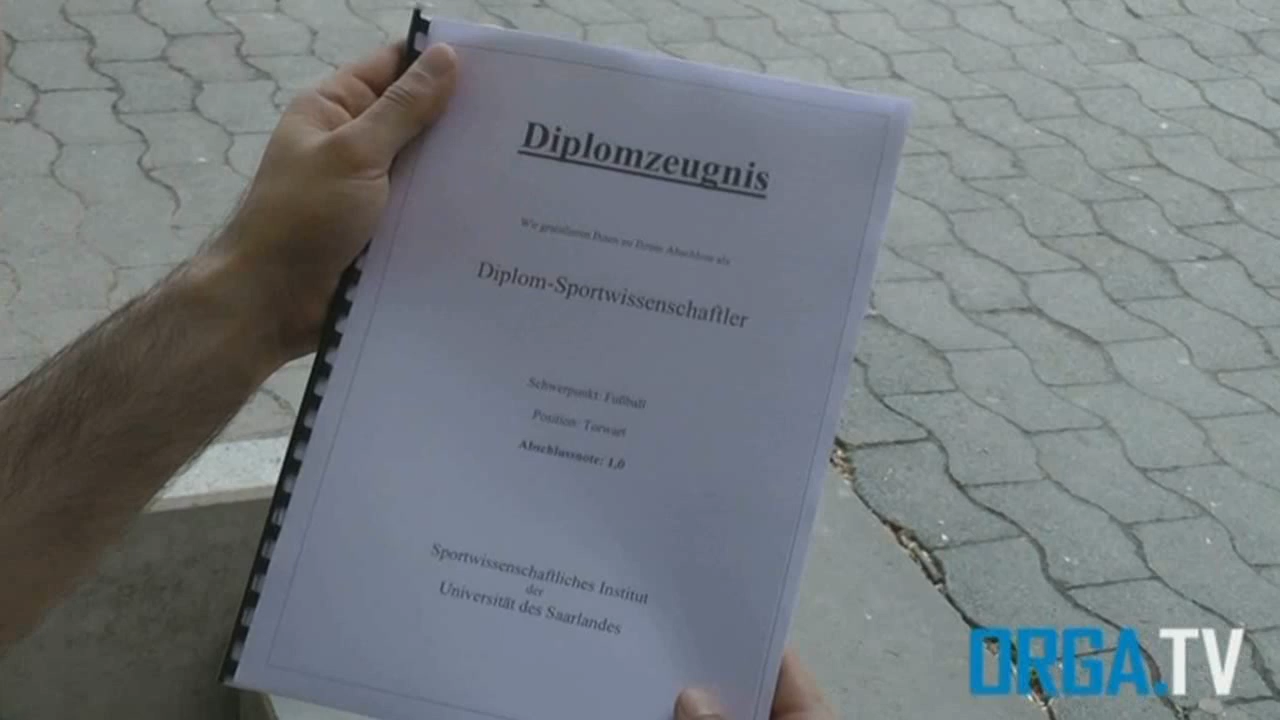 Diplomzeugnis
Wir gratulieren Ihnen zu Ihrem Abschluss als
Diplom-Sportwissenschaftler
Schwerpunkt: Fußball
Position: Torwart
Abschlussnote: 1,0
Sportwissenschaftliches Institut
der
Universität des Saarlandes
ORGA.TV